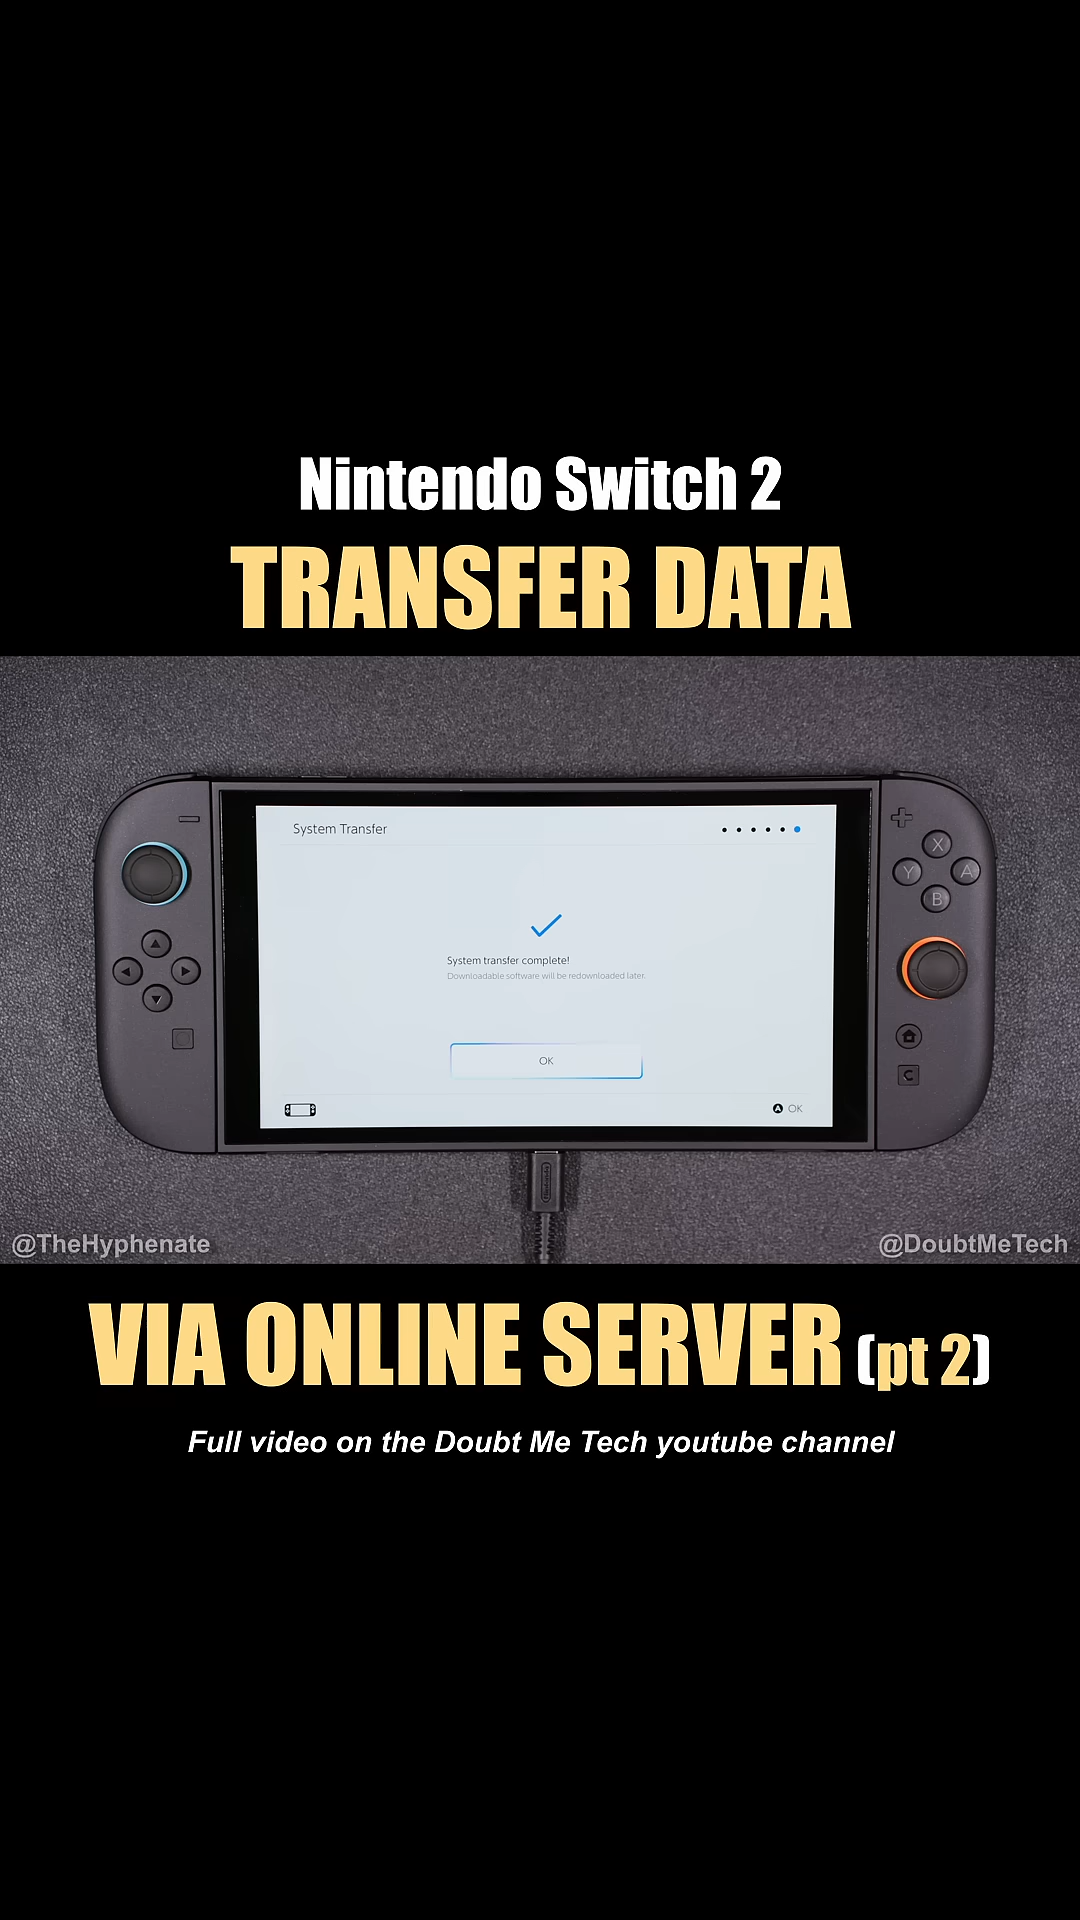 Nintendo Switch 2
TRANSFER DATA
System Transfer
X
Y
A
B
System transfer complete!
Downloadable software will be redownloaded later.
OK
C
A OK
@TheHyphenate
@DoubtMeTech
VIA ONLINE SERVER (pt 2)
Full video on the Doubt Me Tech youtube channel